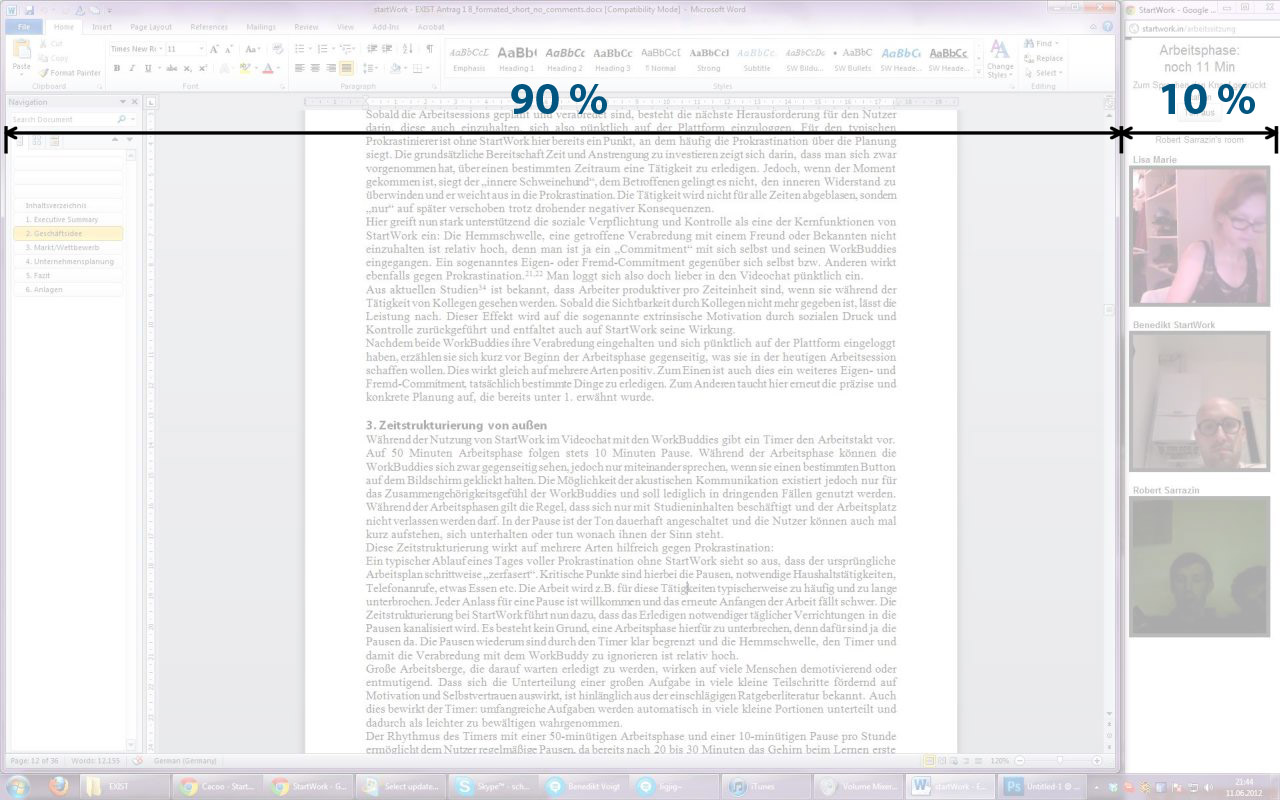 startWork - EXIST Antrag 1 8_formated_short_no_comments.docx [Compatibility Mode] - Microsoft Word
File Home Insert Page Layout References Mailings Review View Add-Ins Acrobat
Cut
Copy
Format Painter
Paste
Clipboard
Times New Ro 11
Font
Paragraph
AaBbCcL AaBb( AaBbCc AaBbCc AaBbCcI AaBbCcI AaBbCc. AaBbCcDc AaBbC AaBbCc AaBbCc
Emphasis Heading 1 Heading 2 Heading 3 ¶ Normal Strong Subtitle SW Bildu... SW Bullets SW Heade... SW Heade...
Styles
Change Styles
Find
Replace
Select
Editing
90 %
10 %
Navigation
Search Document
Inhaltsverzeichnis
1. Executive Summary
2. Geschäftsidee
3. Markt/Wettbewerb
4. Unternehmensplanung
5. Fazit
6. Anlagen
Sobald die Arbeitsessions geplant und verabredet sind, besteht die nächste Herausforderung für den Nutzer
darin, diese auch einzuhalten, sich also pünktlich auf der Plattform einzuloggen. Für den typischen
Prokrastinierer ist ohne StartWork hier bereits ein Punkt, an dem häufig die Prokrastination über die Planung
siegt. Die grundsätzliche Bereitschaft Zeit und Anstrengung zu investieren zeigt sich darin, dass man sich zwar
vorgenommen hat, über einen bestimmten Zeitraum eine Tätigkeit zu erledigen. Jedoch, wenn der Moment
gekommen ist, siegt der „innere Schweinehund“, dem Betroffenen gelingt es nicht, den inneren Widerstand zu
überwinden und er weicht aus in die Prokrastination. Die Tätigkeit wird nicht für alle Zeiten abgeblasen, sondern
„nur“ auf später verschoben trotz drohender negativer Konsequenzen.
Hier greift nun stark unterstützend die soziale Verpflichtung und Kontrolle als eine der Kernfunktionen von
StartWork ein: Die Hemmschwelle, eine getroffene Verabredung mit einem Freund oder Bekannten nicht
einzuhalten ist relativ hoch, denn man ist ja ein „Commitment“ mit sich selbst und seinen WorkBuddies
eingegangen. Ein sogenanntes Eigen- oder Fremd-Commitment gegenüber sich selbst bzw. Anderen wirkt
ebenfalls gegen Prokrastination.21,22 Man loggt sich also doch lieber in den Videochat pünktlich ein.
Aus aktuellen Studien34 ist bekannt, dass Arbeiter produktiver pro Zeiteinheit sind, wenn sie während der
Tätigkeit von Kollegen gesehen werden. Sobald die Sichtbarkeit durch Kollegen nicht mehr gegeben ist, lässt die
Leistung nach. Dieser Effekt wird auf die sogenannte extrinsische Motivation durch sozialen Druck und
Kontrolle zurückgeführt und entfaltet auch auf StartWork seine Wirkung.
Nachdem beide WorkBuddies ihre Verabredung eingehalten und sich pünktlich auf der Plattform eingeloggt
haben, erzählen sie sich kurz vor Beginn der Arbeitsphase gegenseitig, was sie in der heutigen Arbeitsession
schaffen wollen. Dies wirkt gleich auf mehrere Arten positiv. Zum Einen ist auch dies ein weiteres Eigen- und
Fremd-Commitment, tatsächlich bestimmte Dinge zu erledigen. Zum Anderen taucht hier erneut die präzise und
konkrete Planung auf, die bereits unter 1. erwähnt wurde.
3. Zeitstrukturierung von außen
Während der Nutzung von StartWork im Videochat mit den WorkBuddies gibt ein Timer den Arbeitstakt vor.
Auf 50 Minuten Arbeitsphase folgen stets 10 Minuten Pause. Während der Arbeitsphase können die
WorkBuddies sich zwar gegenseitig sehen, jedoch nur miteinander sprechen, wenn sie einen bestimmten Button
auf dem Bildschirm geklickt halten. Die Möglichkeit der akustischen Kommunikation existiert jedoch nur für
das Zusammengehörigkeitsgefühl der WorkBuddies und soll lediglich in dringenden Fällen genutzt werden.
Während der Arbeitsphasen gilt die Regel, dass sich nur mit Studieninhalten beschäftigt und der Arbeitsplatz
nicht verlassen werden darf. In der Pause ist der Ton dauerhaft angeschaltet und die Nutzer können auch mal
kurz aufstehen, sich unterhalten oder tun wonach ihnen der Sinn steht.
Diese Zeitstrukturierung wirkt auf mehrere Arten hilfreich gegen Prokrastination:
Ein typischer Ablauf eines Tages voller Prokrastination ohne StartWork sieht so aus, dass der ursprüngliche
Arbeitsplan schrittweise „zerfasert“. Kritische Punkte sind hierbei die Pausen, notwendige Haushaltstätigkeiten,
Telefonanrufe, etwas Essen etc. Die Arbeit wird z.B. für diese Tätigkeiten typischerweise zu häufig und zu lange
unterbrochen. Jeder Anlass für eine Pause ist willkommen und das erneute Anfangen der Arbeit fällt schwer. Die
Zeitstrukturierung bei StartWork führt nun dazu, dass das Erledigen notwendiger täglicher Verrichtungen in die
Pausen kanalisiert wird. Es besteht kein Grund, eine Arbeitsphase hierfür zu unterbrechen, denn dafür sind ja die
Pausen da. Die Pausen wiederum sind durch den Timer klar begrenzt und die Hemmschwelle, den Timer und
damit die Verabredung mit dem WorkBuddy zu ignorieren ist relativ hoch.
Große Arbeitsberge, die darauf warten erledigt zu werden, wirken auf viele Menschen demotivierend oder
entmutigend. Dass sich die Unterteilung einer großen Aufgabe in viele kleine Teilschritte fördernd auf
Motivation und Selbstvertrauen auswirkt, ist hinlänglich aus der einschlägigen Ratgeberliteratur bekannt. Auch
dies bewirkt der Timer: umfangreiche Aufgaben werden automatisch in viele kleine Portionen unterteilt und
dadurch als leichter zu bewältigen wahrgenommen.
Der Rhythmus des Timers mit einer 50-minütigen Arbeitsphase und einer 10-minütigen Pause pro Stunde
ermöglicht dem Nutzer regelmäßige Pausen, da bereits nach 20 bis 30 Minuten das Gehirn beim Lernen erste
Page: 12 of 36 Words: 12.155 German (Germany) 120%
StartWork - Google ...
startwork.in/arbeitssitzung
Arbeitsphase:
noch 11 Min
Robert Sarrazin's room
Lisa Marie
Benedikt StartWork
Robert Sarrazin
EXIST Cacoo - Start... StartWork - G... Select update... Skype™ - sch... Benedikt Voigt ligjig-- iTunes Volume Mixer... startWork - E... Untitled-1 @ ...
21:44
11.06.2012